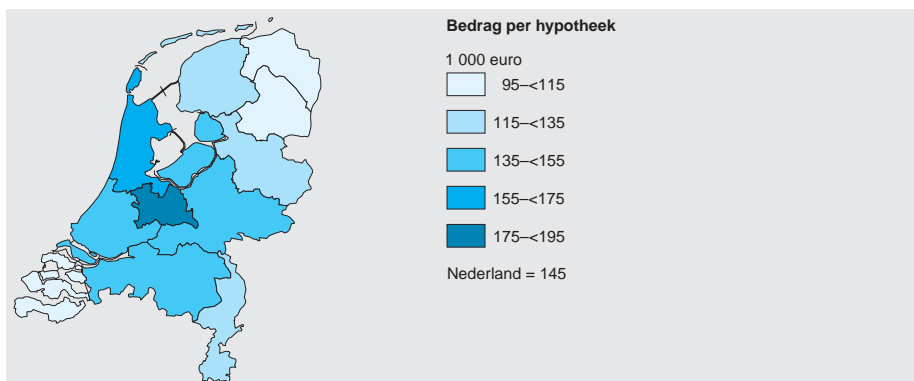 Bedrag per hypotheek
1 000 euro
95–<115
115–<135
135–<155
155–<175
175–<195
Nederland = 145